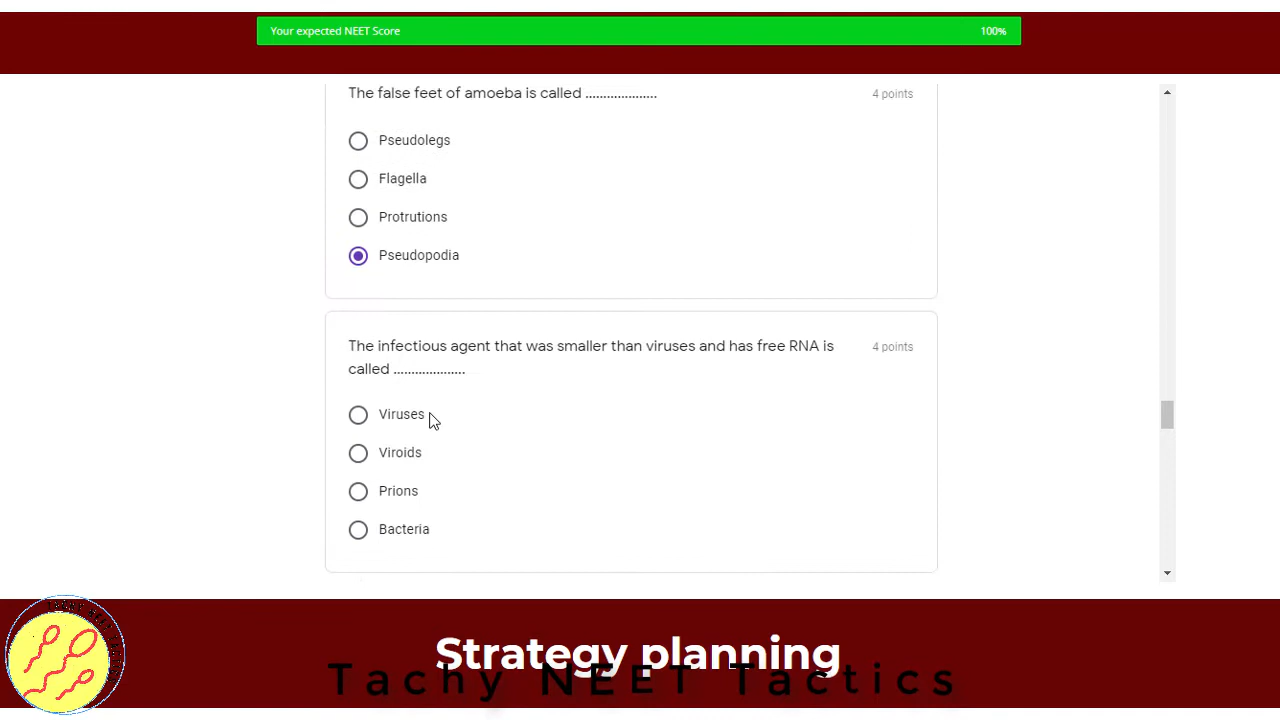 Your expected NEET Score 100%
The false feet of amoeba is called ................... 4 points
Pseudolegs
Flagella
Protrutions
Pseudopodia
The infectious agent that was smaller than viruses and has free RNA is 4 points
called ...................
Viruses
Viroids
Prions
Bacteria
Strategy planning
Tachy NEET Tactics